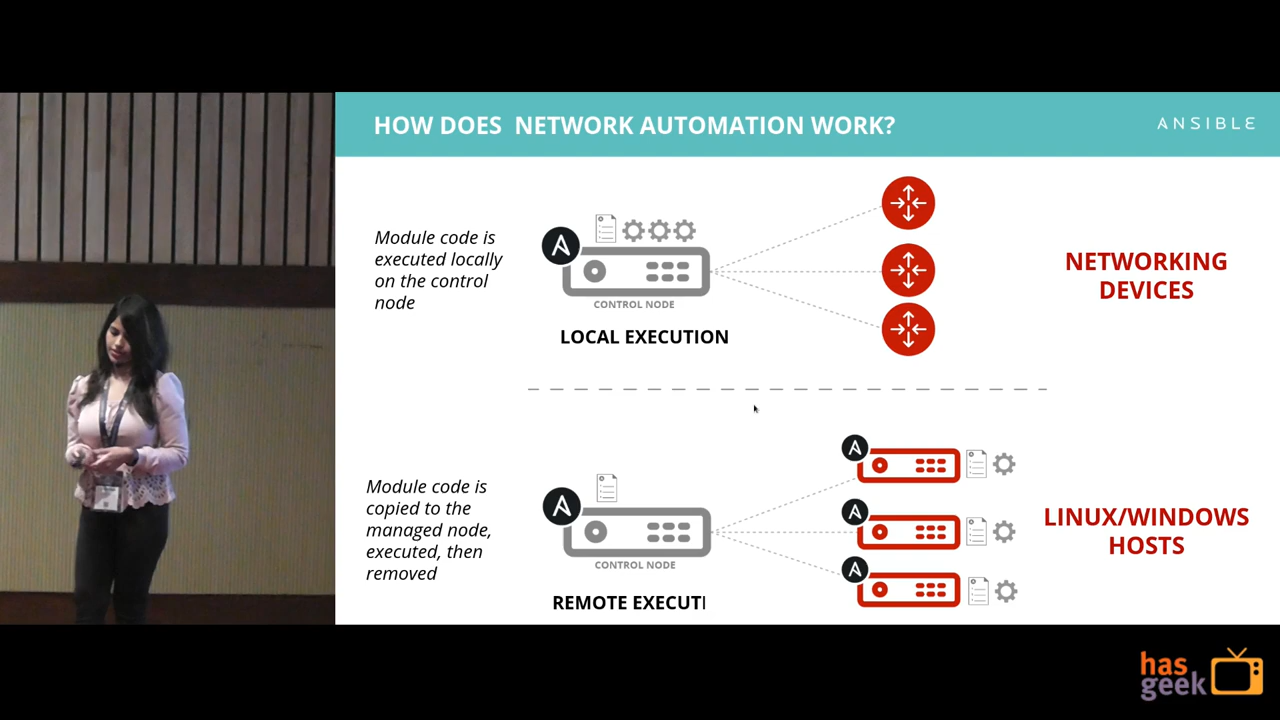 HOW DOES  NETWORK AUTOMATION WORK?
ANSIBLE
Module code is
executed locally
on the control
node
CONTROL NODE
LOCAL EXECUTION
NETWORKING
DEVICES
Module code is
copied to the
managed node,
executed, then
removed
CONTROL NODE
REMOTE EXECUTI
LINUX/WINDOWS
HOSTS
has
geek